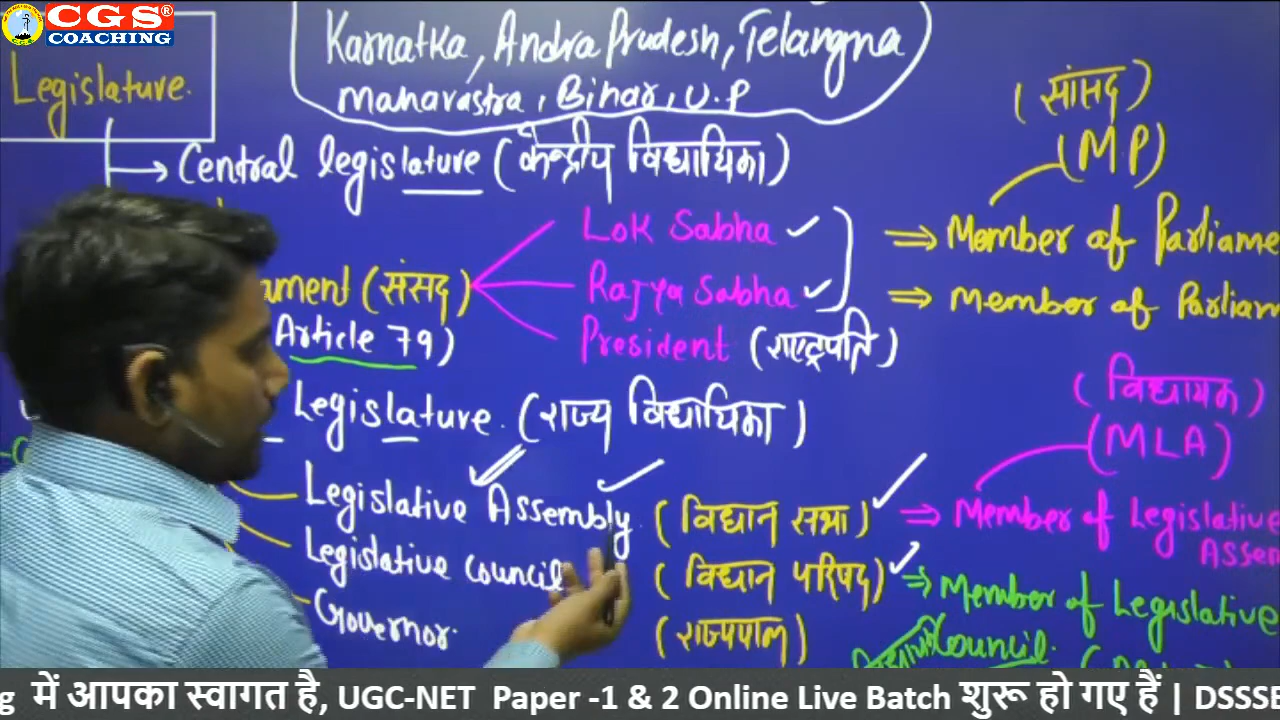 CGS®
COACHING
Legislature.
Karnatka, Andra Pradesh, Telangna
Maharastra, Bihar, U.P
(सांसद)
(MP)
Central legislature (केन्द्रीय विद्यायिका)
Lok Sabha
Member of Parliame
ament (संसद)
Rajya Sabha
Member of Parliam
Article 79)
President (राष्ट्रपति)
(विद्यायक)
Legislature. (राज्य विद्यायिका)
(MLA)
Legislative Assembly (विद्यान सभा)
Member of Legislative
Assem
Legislative Council (विद्यान परिषद)
Member of Legislative
Council.
Governor. (राज्यपाल)
g में आपका स्वागत है, UGC-NET Paper -1 & 2 Online Live Batch शुरू हो गए हैं | DSSSE